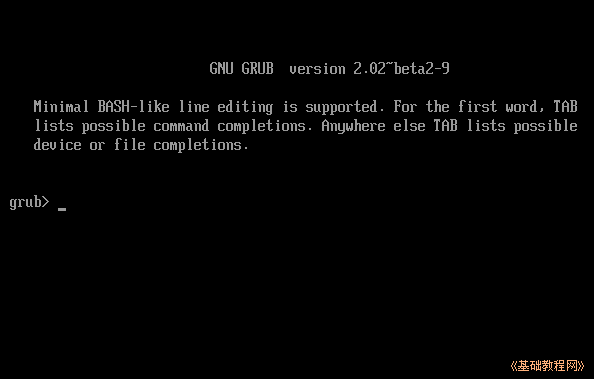 GNU GRUB  version 2.02~beta2-9
Minimal BASH-like line editing is supported. For the first word, TAB
lists possible command completions. Anywhere else TAB lists possible
device or file completions.
grub> _
《基础教程网》